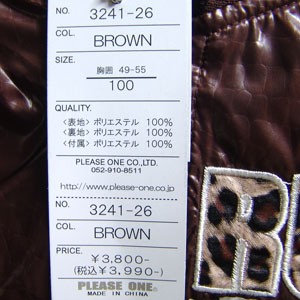 NO. 3241-26
COL. BROWN
SIZE.
胸囲 49-55
100
QUALITY.
〈表地〉ポリエステル 100%
〈裏地〉ポリエステル 100%
〈付属〉ポリエステル 100%
PLEASE ONE CO.,LTD.
052-910-8511
http://www.please-one.co.jp
NO. 3241-26
COL. BROWN
PRICE. ¥3,800-
(税込¥3,990-)
PLEASE ONE.
MADE IN CHINA
B